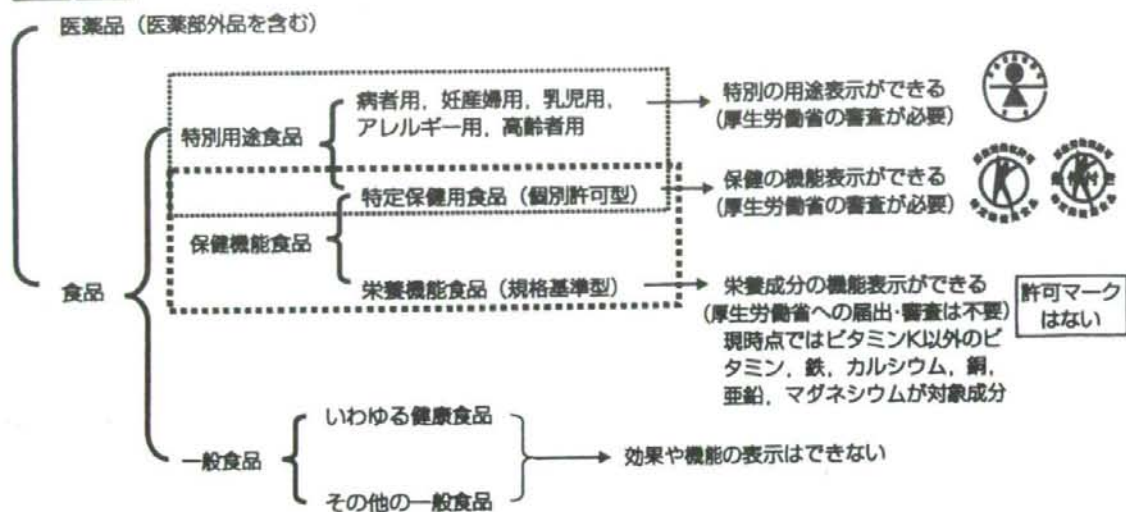 医薬品（医薬部外品を含む）
病者用，妊産婦用，乳児用，
アレルギー用，高齢者用
特別の用途表示ができる
（厚生労働省の審査が必要）
特別用途食品
特定保健用食品（個別許可型）
保健の機能表示ができる
（厚生労働省の審査が必要）
保健機能食品
食品
栄養機能食品（規格基準型）
栄養成分の機能表示ができる
（厚生労働省への届出・審査は不要）
現時点ではビタミンK以外のビ
タミン，鉄，カルシウム，銅，
亜鉛，マグネシウムが対象成分
許可マーク
はない
いわゆる健康食品
一般食品
効果や機能の表示はできない
その他の一般食品